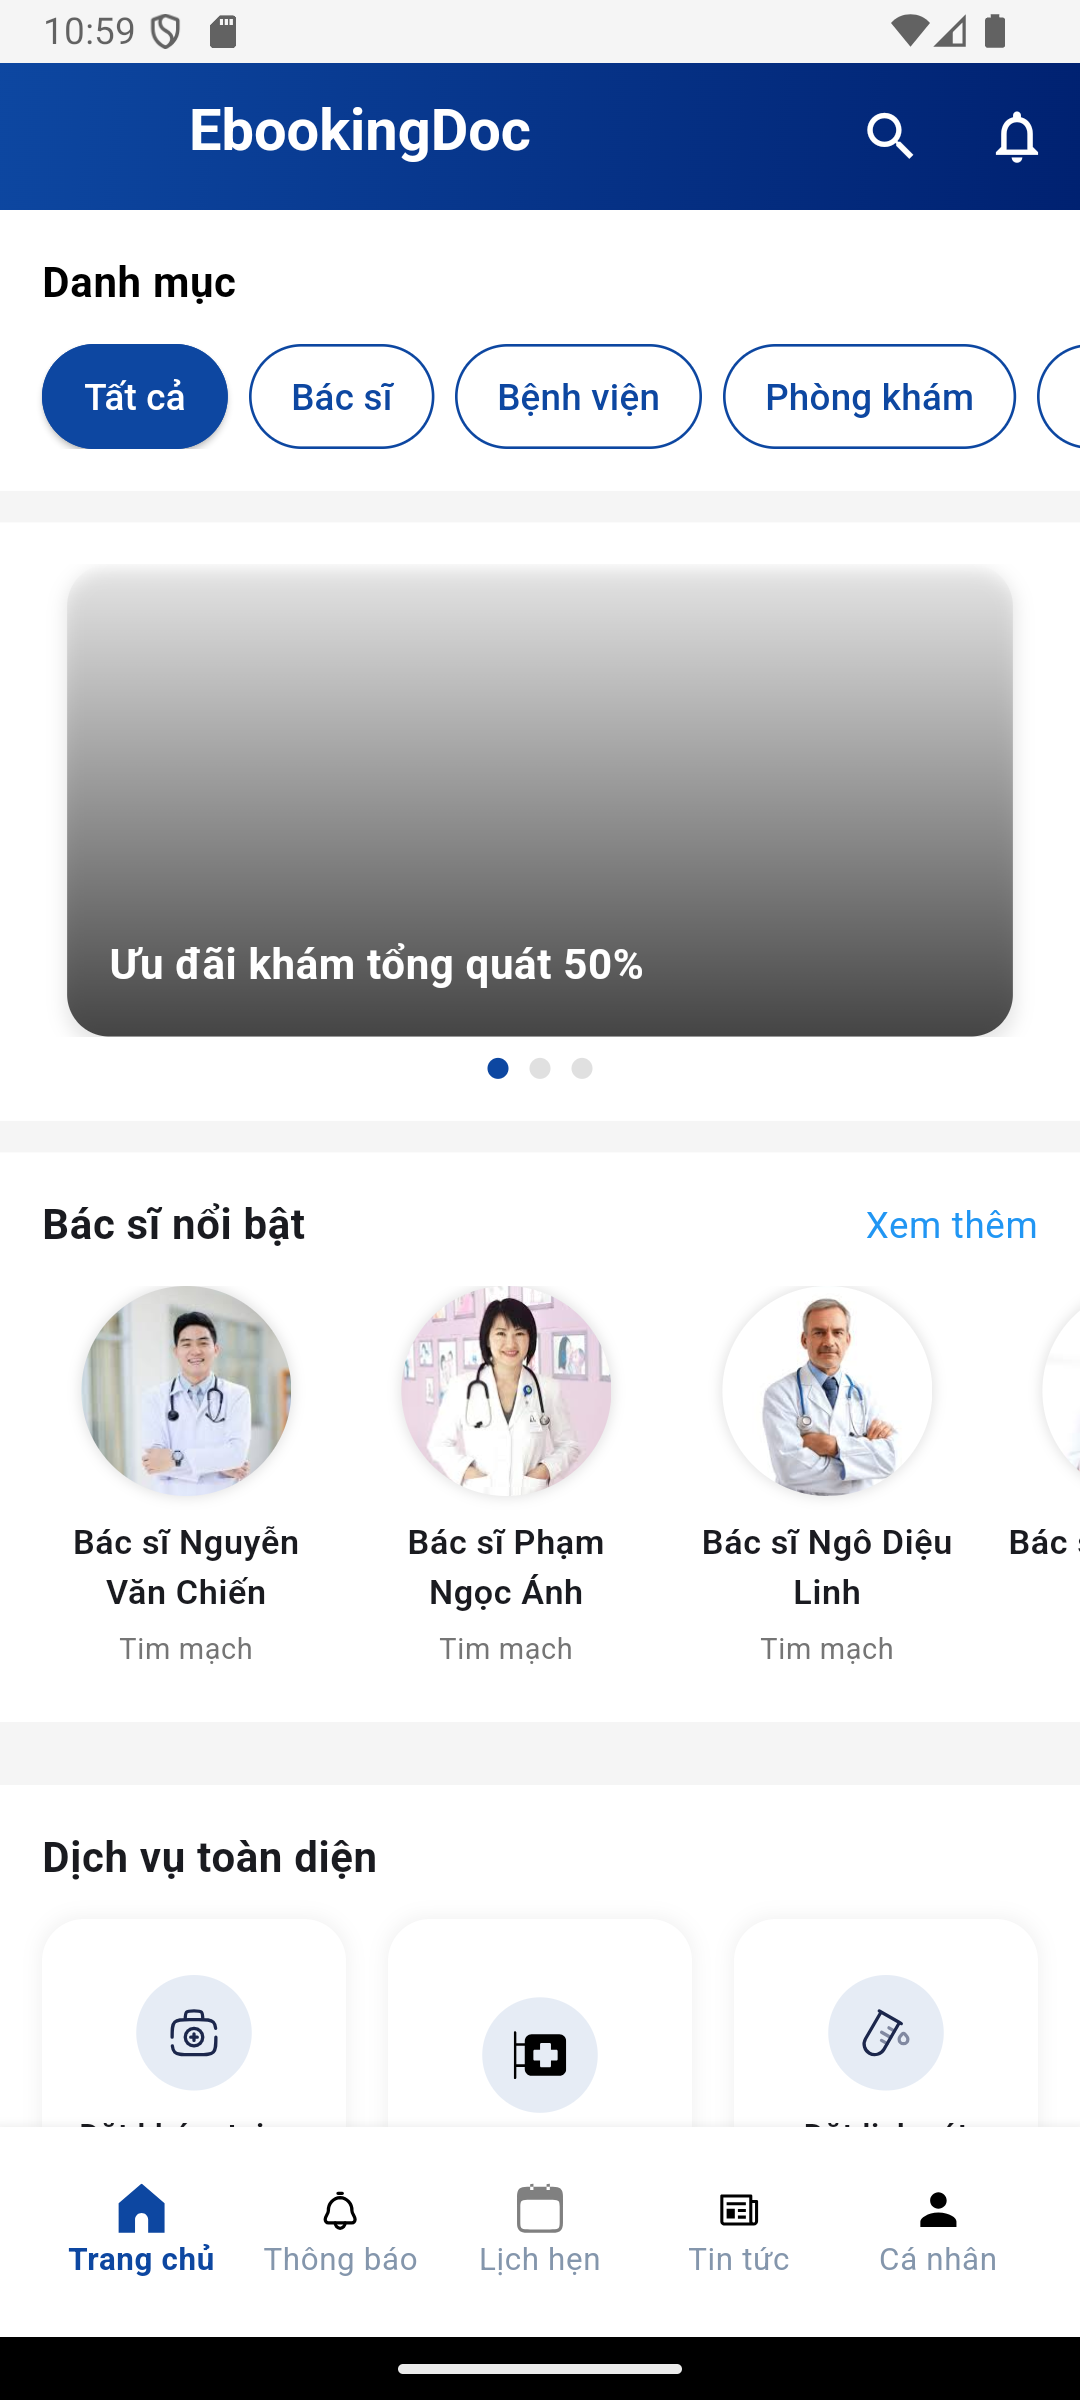 10:59
EbookingDoc
Danh mục
Tất cả
Bác sĩ
Bệnh viện
Phòng khám
Ưu đãi khám tổng quát 50%
Bác sĩ nổi bật
Xem thêm
Bác sĩ Nguyễn
Văn Chiến
Tim mạch
Bác sĩ Phạm
Ngọc Ánh
Tim mạch
Bác sĩ Ngô Diệu
Linh
Tim mạch
Bác
Dịch vụ toàn diện
Trang chủ
Thông báo
Lịch hẹn
Tin tức
Cá nhân